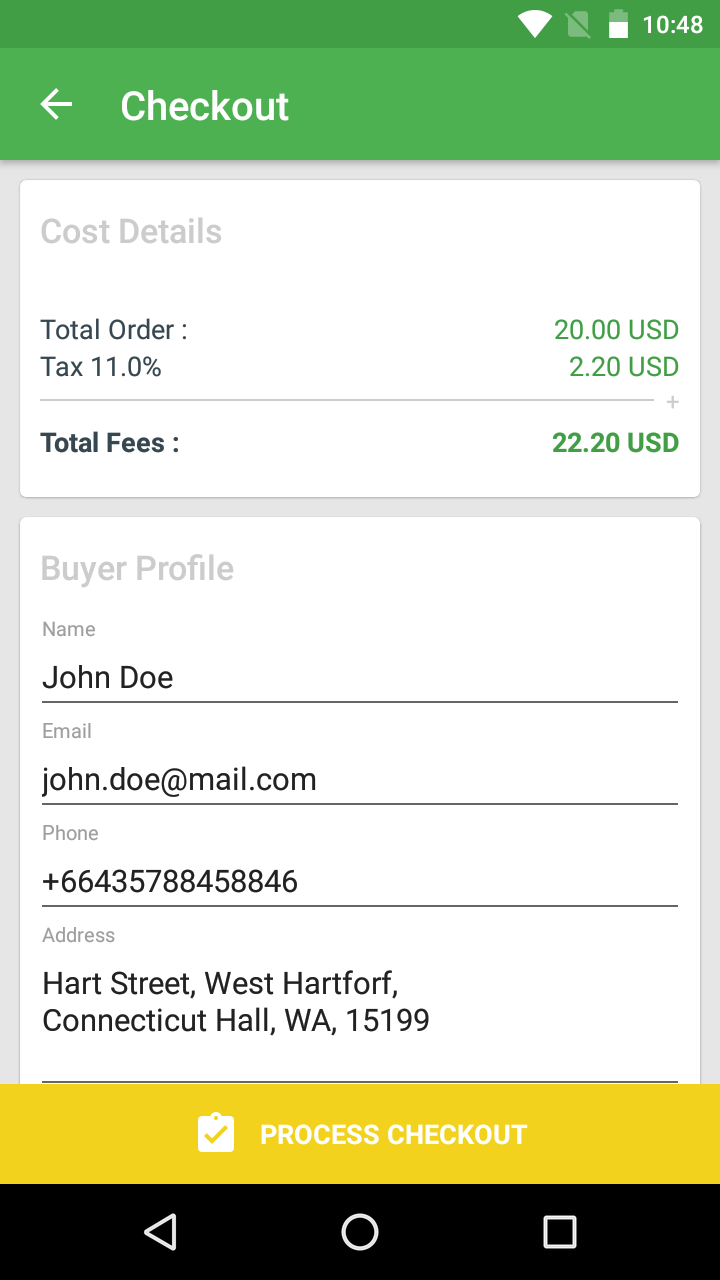 10:48
Checkout
Cost Details
Total Order : 20.00 USD
Tax 11.0% 2.20 USD
+
Total Fees : 22.20 USD
Buyer Profile
Name
John Doe
Email
john.doe@mail.com
Phone
+66435788458846
Address
Hart Street, West Hartforf,
Connecticut Hall, WA, 15199
PROCESS CHECKOUT